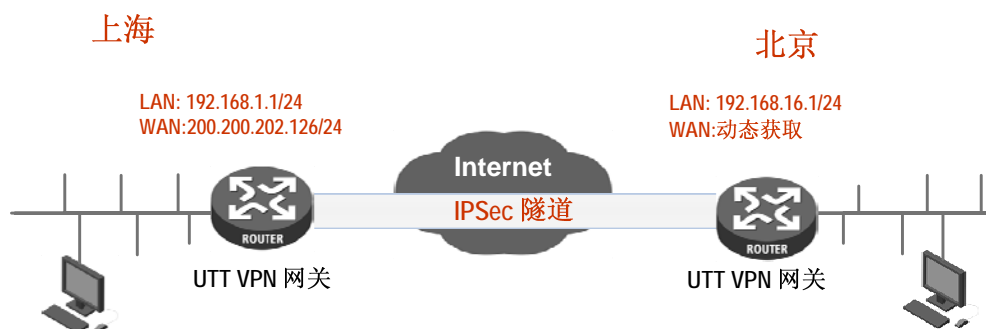 上海
北京
LAN: 192.168.1.1/24
WAN:200.200.202.126/24
LAN: 192.168.16.1/24
WAN:动态获取
Internet
IPSec 隧道
ROUTER
ROUTER
UTT VPN 网关
UTT VPN 网关